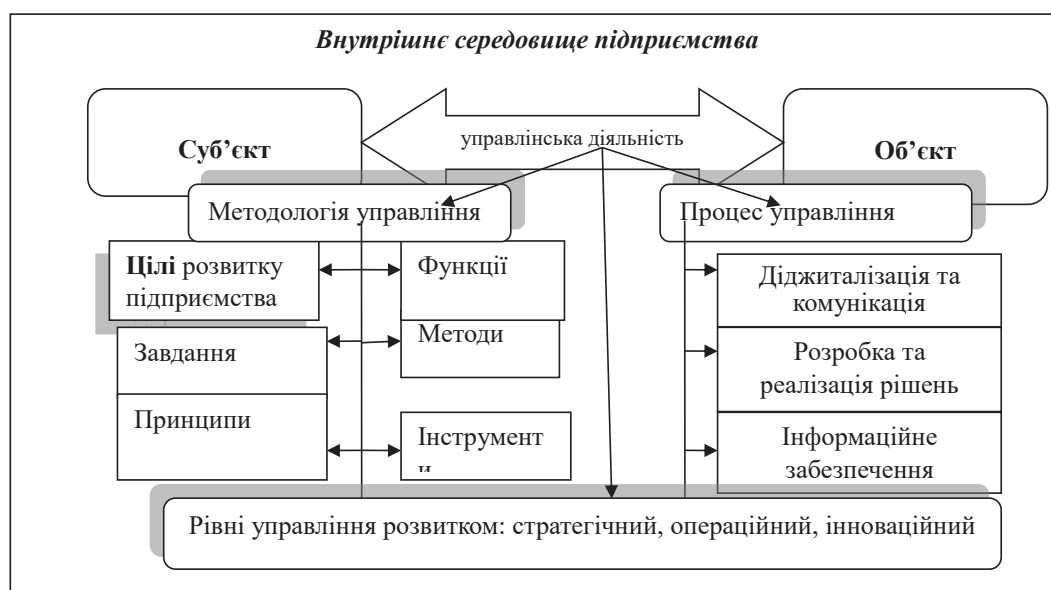 Внутрішнє середовище підприємства
Суб’єкт
управлінська діяльність
Об’єкт
Методологія управління
Процес управління
Цілі розвитку
підприємства
Функції
Завдання
Методи
Принципи
Інструмент
и
Діджиталізація та
комунікація
Розробка та
реалізація рішень
Інформаційне
забезпечення
Рівні управління розвитком: стратегічний, операційний, інноваційний